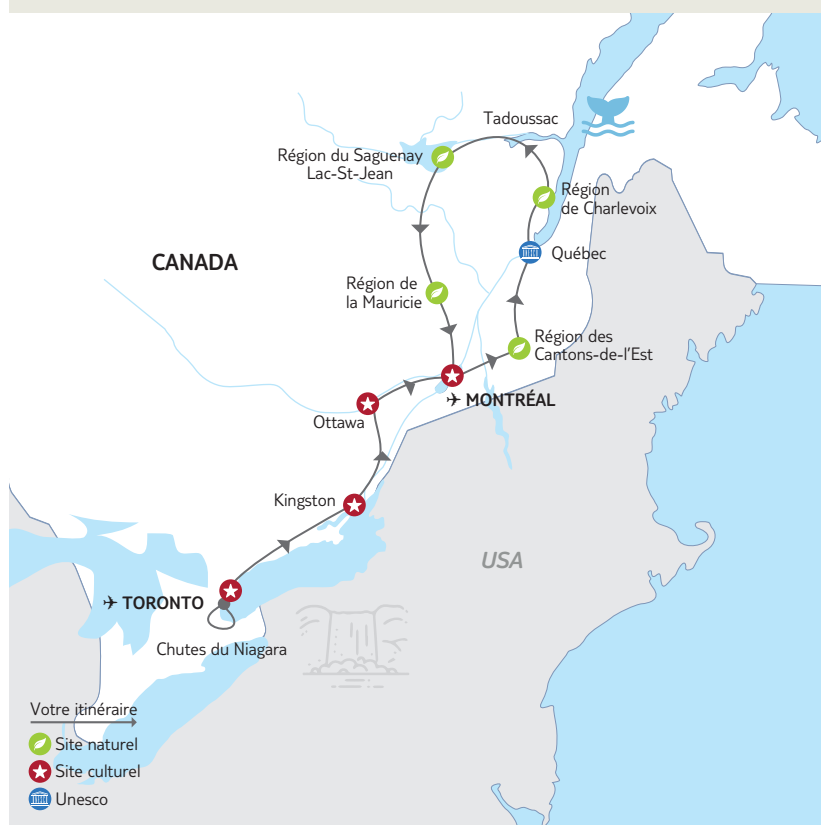 Tadoussac
Région du Saguenay
Lac-St-Jean
Région
de Charlevoix
CANADA
Québec
Région de
la Mauricie
Région des
Cantons-de-l'Est
MONTRÉAL
Ottawa
Kingston
USA
TORONTO
Chutes du Niagara
Votre itinéraire
Site naturel
Site culturel
Unesco